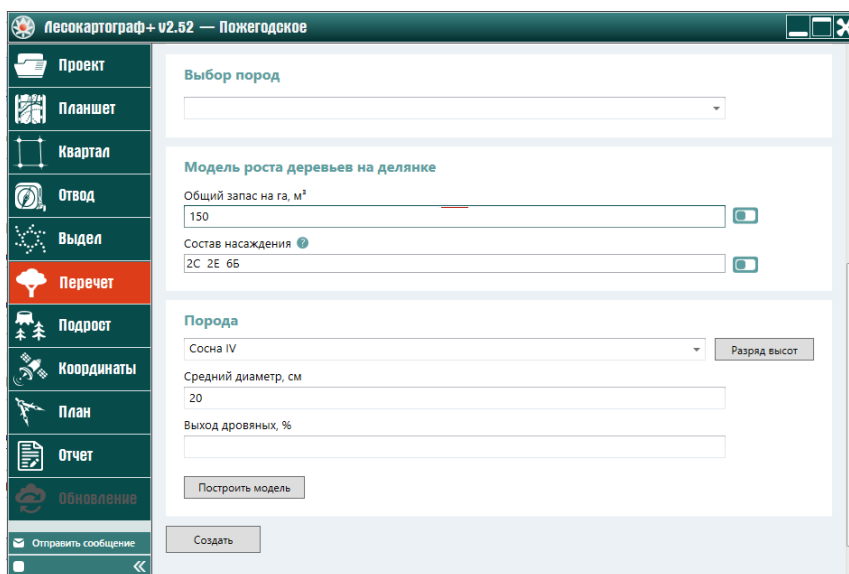 Лесокартограф+ v2.52 — Пожегодское
Проект
Планшет
Квартал
Отвод
Выдел
Перечет
Подрост
Координаты
План
Отчет
Обновление
Отправить сообщение
Выбор пород
Модель роста деревьев на делянке
Общий запас на га, м³
150
Состав насаждения ?
2С 2Е 6Б
Порода
Сосна IV
Разряд высот
Средний диаметр, см
20
Выход дровяных, %
Построить модель
Создать